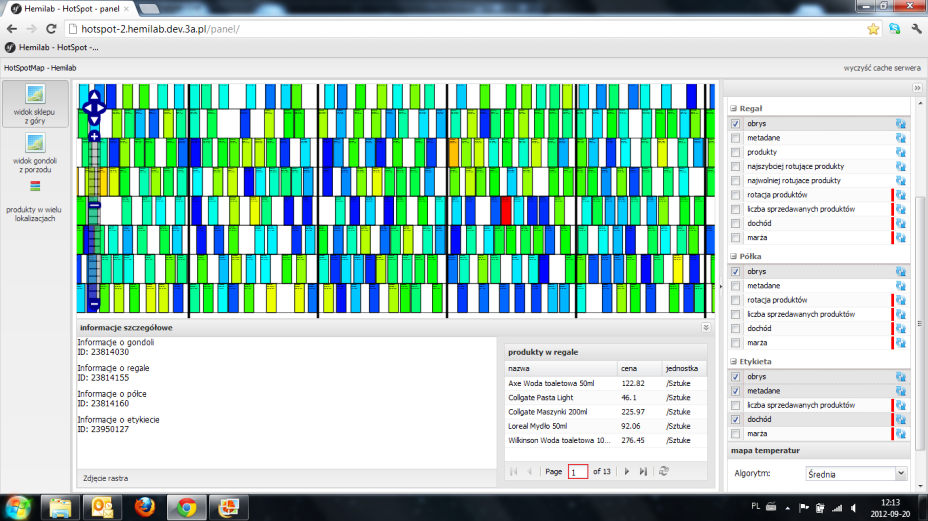 Hemilab - HotSpot - panel
hotspot-2.hemilab.dev.3a.pl/panel/
Hemilab - HotSpot -...
HotSpotMap - Hemilab
wyczyść cache serwera
widok sklepu
z góry
widok gondoli
z porzodu
produkty w wielu
lokalizacjach
informacje szczegółowe
Informacje o gondoli
ID: 23814030
Informacje o regale
ID: 23814155
Informacje o półce
ID: 23814160
Informacje o etykiecie
ID: 23950127
Zdjęcie rastra
produkty w regale
nazwa cena jednostka
Axe Woda toaletowa 50ml 122.82 /Sztuke
Collgate Pasta Light 46.1 /Sztuke
Collgate Maszynki 200ml 225.97 /Sztuke
Loreal Mydło 50ml 92.06 /Sztuke
Wilkinson Woda toaletowa 10... 276.45 /Sztuke
Page 1 of 13
Regał
obrys
metadane
produkty
najszybciej rotujące produkty
najwolniej rotujace produkty
rotacja produktów
liczba sprzedawanych produktów
dochód
marża
Półka
obrys
metadane
rotacja produktów
liczba sprzedawanych produktów
dochód
marża
Etykieta
obrys
metadane
liczba sprzedawanych produktów
dochód
marża
mapa temperatur
Algorytm: Średnia
PL
12:13
2012-09-20